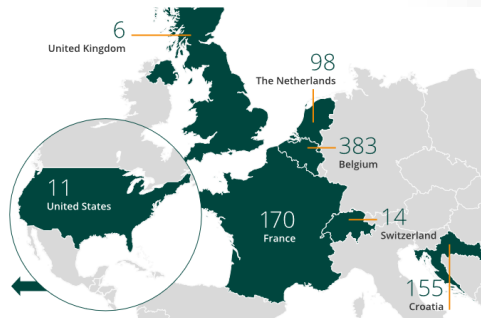 6
United Kingdom
98
The Netherlands
383
Belgium
11
United States
170
France
14
Switzerland
155
Croatia